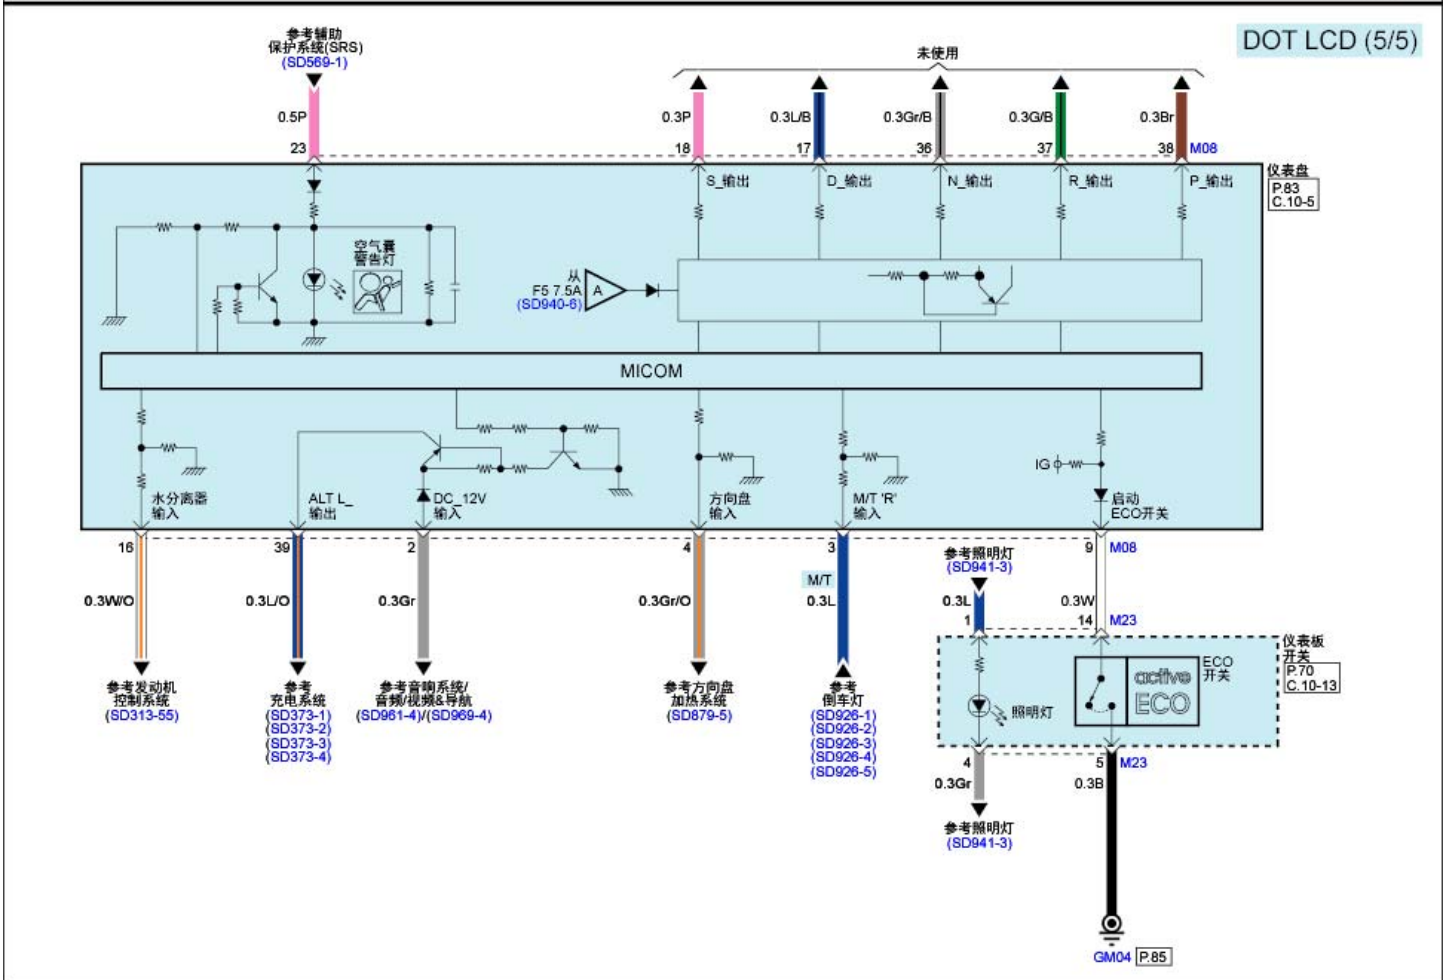 DOT LCD (5/5)
参考辅助
保护系统(SRS)
(SD569-1)
未使用
0.5P
0.3P
0.3L/B
0.3Gr/B
0.3G/B
0.3Br
23
18
17
36
37
38
M08
仪表盘
P.83
C.10-5
S_输出
D_输出
N_输出
R_输出
P_输出
空气囊
警告灯
从
F5 7.5A
(SD940-6)
A
MICOM
IG
水分离器
输入
ALT L_
输出
DC_12V
输入
方向盘
输入
M/T 'R'
输入
启动
ECO开关
16
39
2
4
3
9
M08
参考照明灯
(SD941-3)
M/T
0.3W/O
0.3L/O
0.3Gr
0.3Gr/O
0.3L
0.3L
0.3W
1
14
M23
仪表板
开关
P.70
C.10-13
ECO
开关
active
ECO
照明灯
参考发动机
控制系统
(SD313-55)
参考
充电系统
(SD373-1)
(SD373-2)
(SD373-3)
(SD373-4)
参考音响系统/
音频/视频&导航
(SD961-4)/(SD969-4)
参考方向盘
加热系统
(SD879-5)
参考
倒车灯
(SD926-1)
(SD926-2)
(SD926-3)
(SD926-4)
(SD926-5)
4
5
M23
0.3Gr
0.3B
参考照明灯
(SD941-3)
GM04
P.85